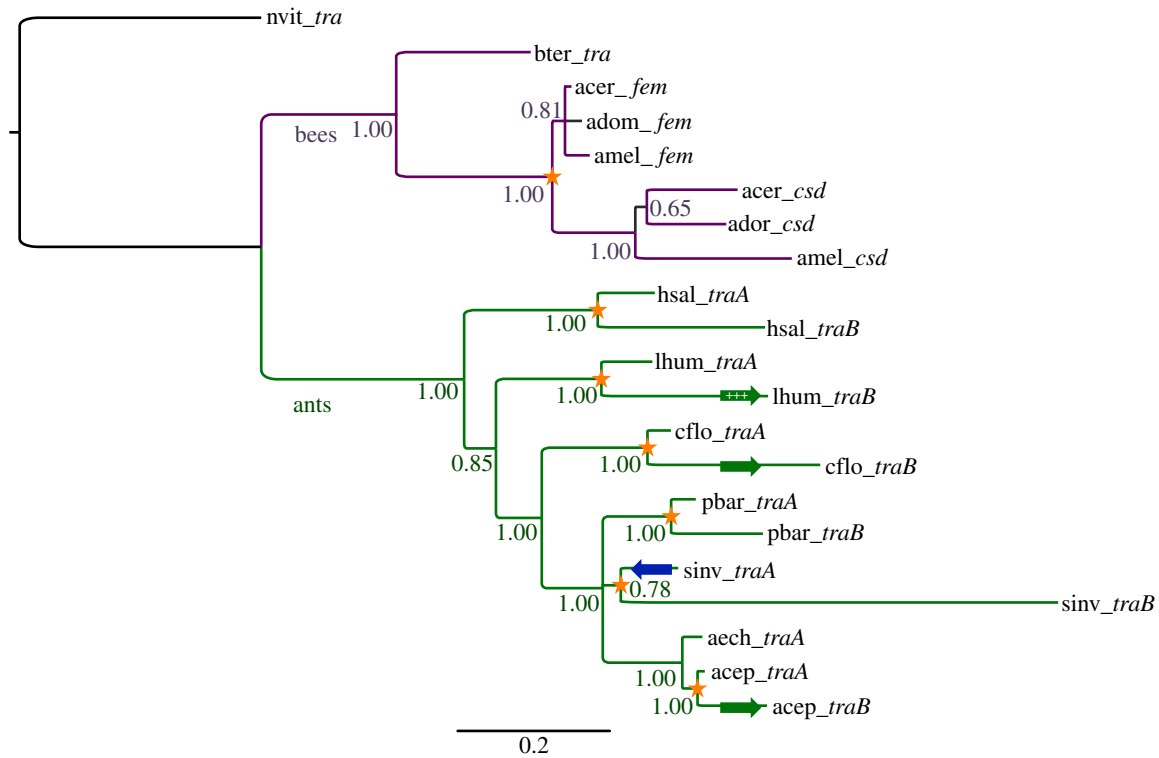 nvit_tra
bter_tra
acer_fem
0.81
adom_fem
bees 1.00
amel_fem
1.00
acer_csd
0.65
ador_csd
1.00
amel_csd
hsal_traA
1.00
hsal_traB
lhum_traA
1.00
1.00
+++
lhum_traB
ants
cflo_traA
0.85
1.00
cflo_traB
pbar_traA
1.00
1.00
pbar_traB
sinv_traA
0.78
1.00
sinv_traB
aech_traA
1.00
acep_traA
1.00
acep_traB
0.2